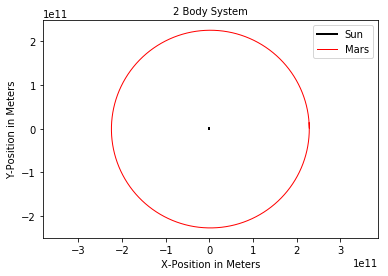 2 Body System
1e11
Sun
Mars
2
1
0
−1
−2
Y-Position in Meters
−3
−2
−1
0
1
2
3
X-Position in Meters
1e11